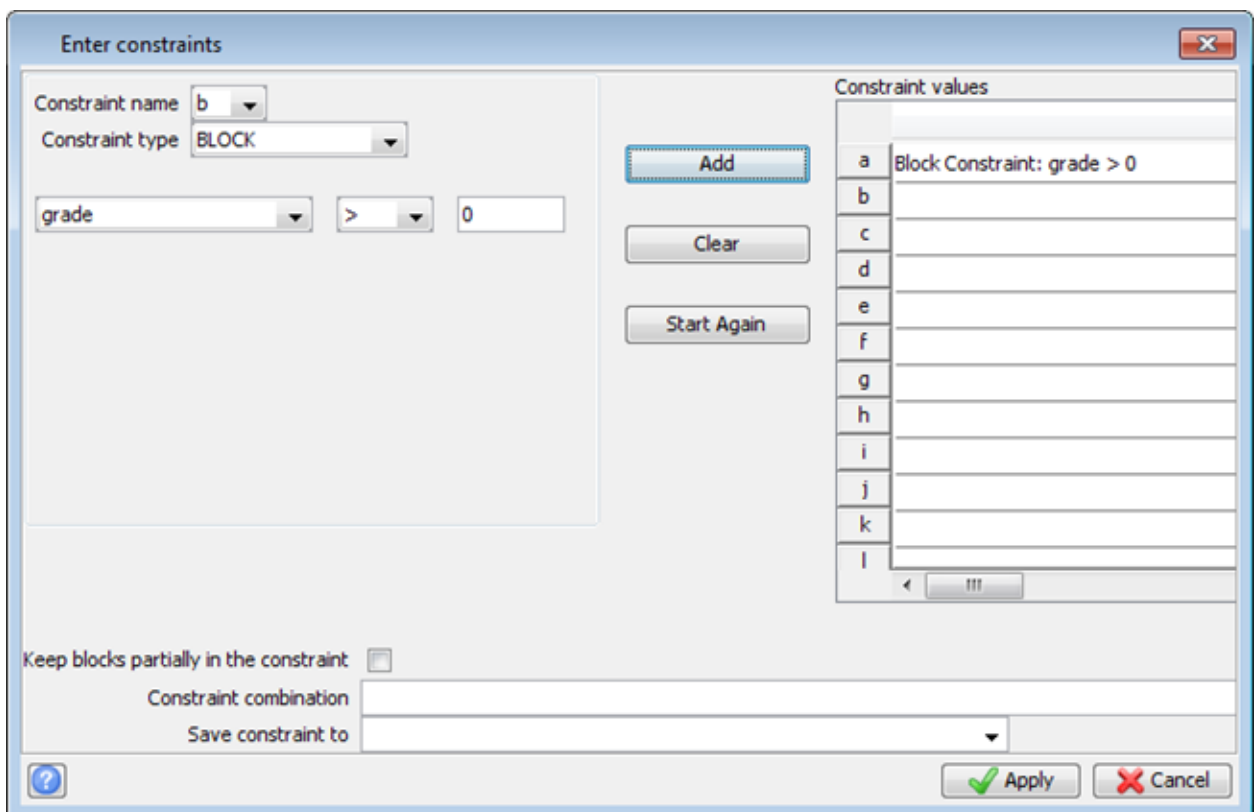 Enter constraints
Constraint name b
Constraint type BLOCK
grade > 0
Add
Clear
Start Again
Constraint values
a Block Constraint: grade > 0
b
c
d
e
f
g
h
i
j
k
l
Keep blocks partially in the constraint
Constraint combination
Save constraint to
? Apply Cancel